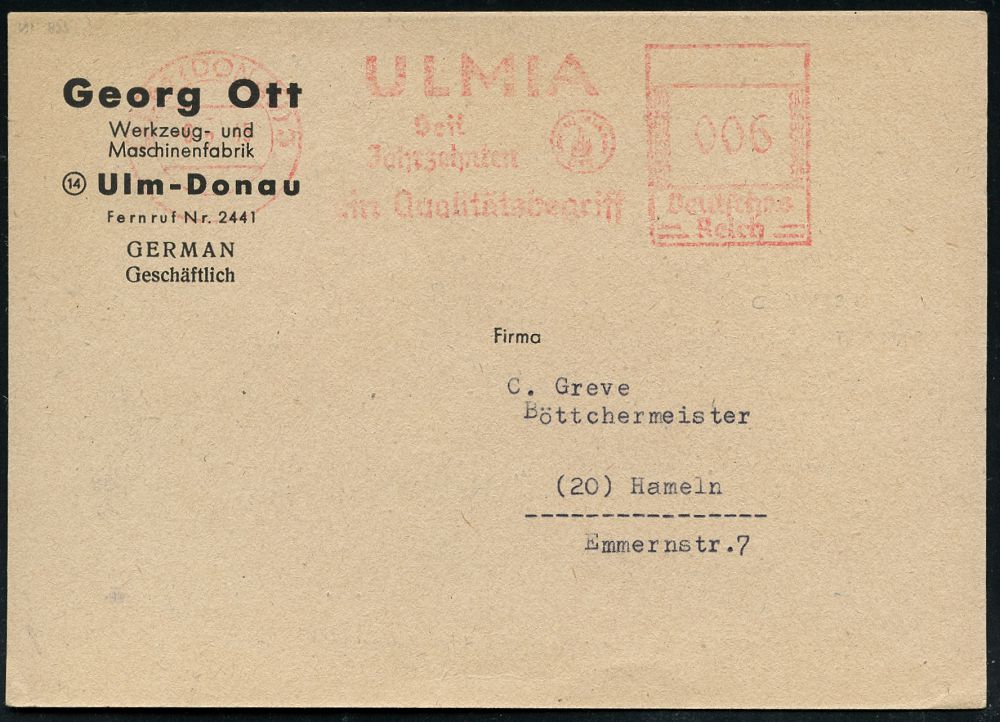 Georg Ott
Werkzeug- und
Maschinenfabrik
(14) Ulm-Donau
Fernruf Nr. 2441
GERMAN
Geschäftlich
ULMIA
Seit
Jahrzehnten
ein Qualitätsbegriff
006
Deutsches
Reich
Firma
C. Greve
Böttchermeister
(20) Hameln
Emmernstr.7